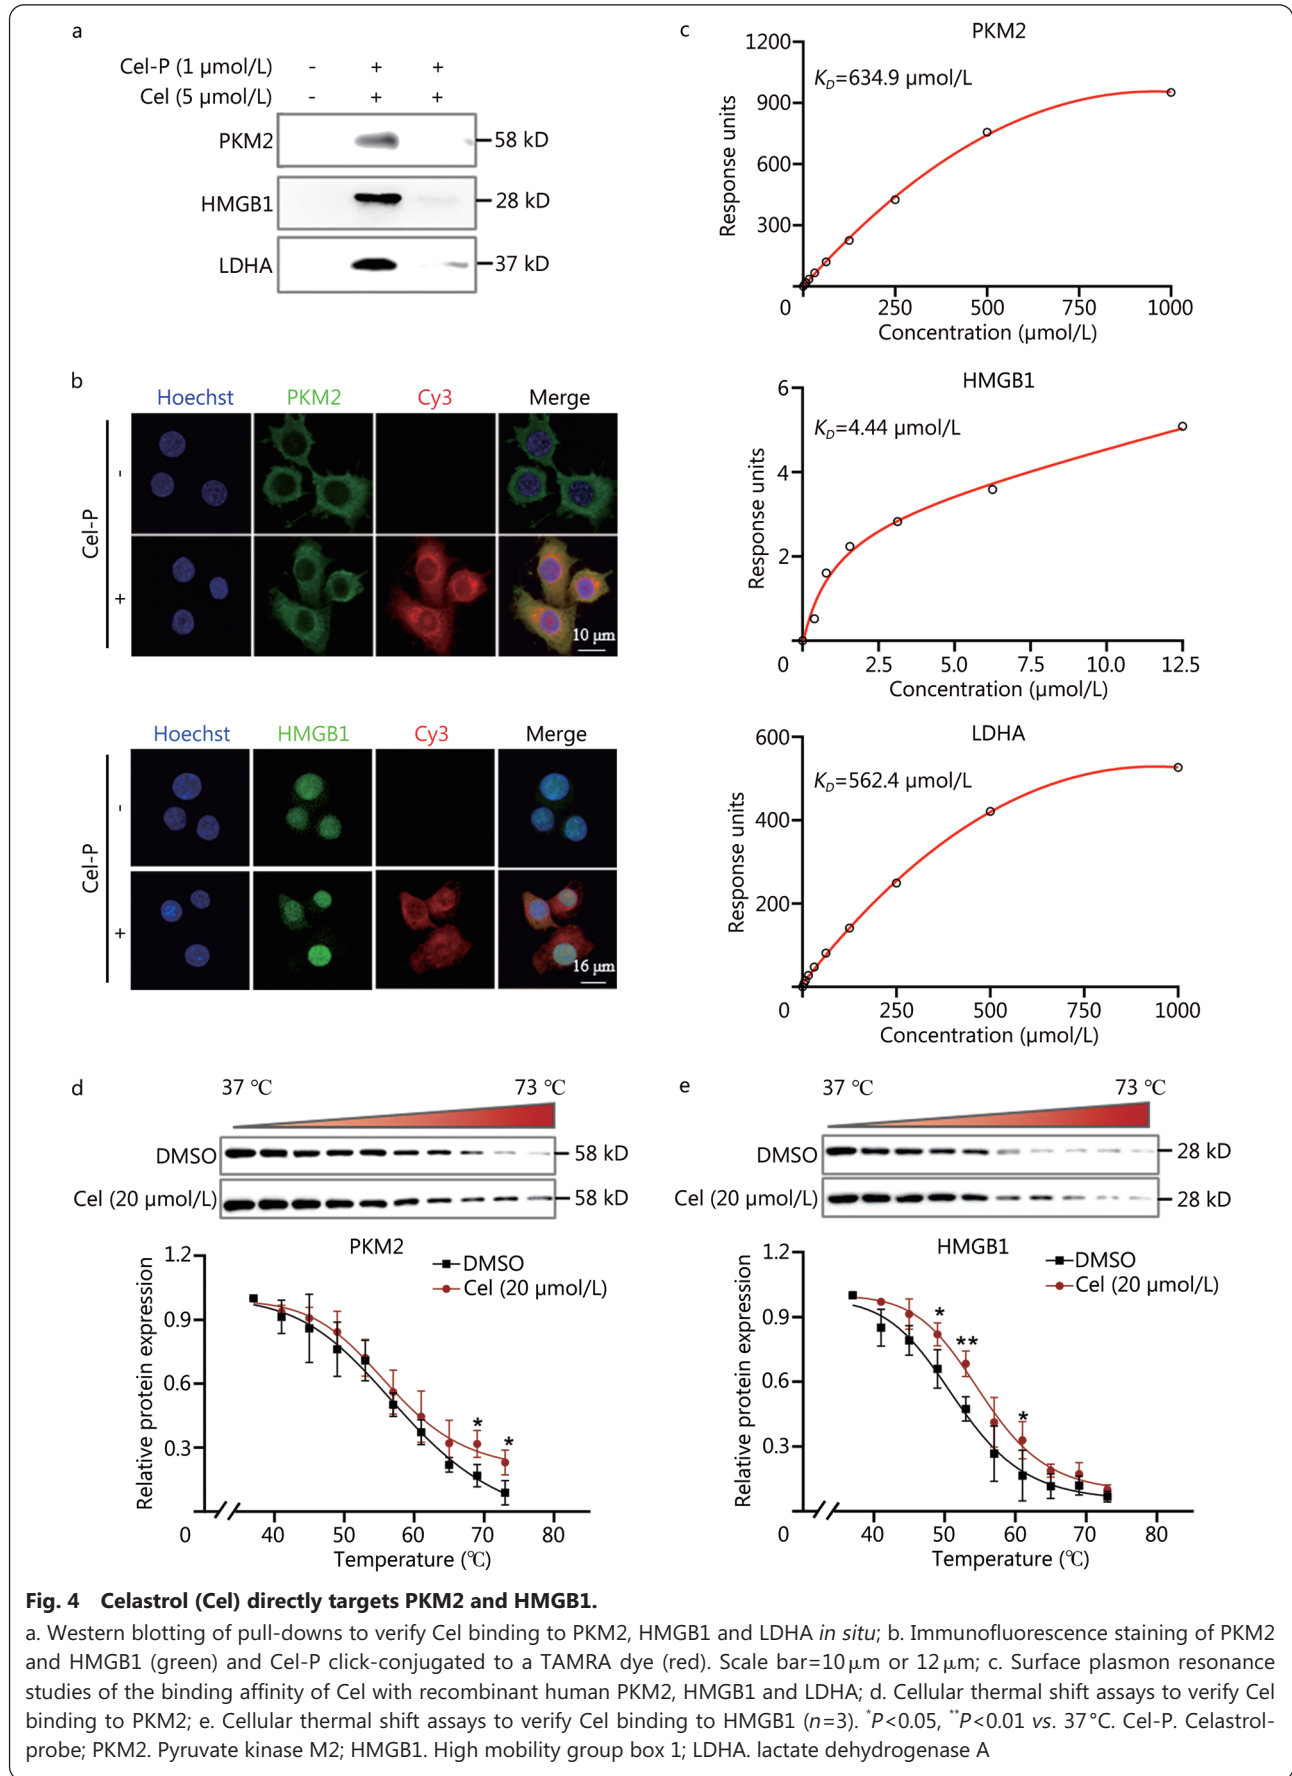 a
Cel-P (1 μmol/L) - + +
Cel (5 μmol/L) - + +
PKM2 58 kD
HMGB1 28 kD
LDHA 37 kD
b
Hoechst PKM2 Cy3 Merge
Cel-P
-
+
10 μm
Hoechst HMGB1 Cy3 Merge
Cel-P
-
+
16 μm
c
PKM2
K_D=634.9 μmol/L
Response units
1200
900
600
300
0 250 500 750 1000
Concentration (μmol/L)
HMGB1
K_D=4.44 μmol/L
Response units
6
4
2
0 2.5 5.0 7.5 10.0 12.5
Concentration (μmol/L)
LDHA
K_D=562.4 μmol/L
Response units
600
400
200
0 250 500 750 1000
Concentration (μmol/L)
d
37 ℃ 73 ℃
DMSO 58 kD
Cel (20 μmol/L) 58 kD
PKM2
DMSO
Cel (20 μmol/L)
Relative protein expression
1.2
0.9
0.6
0.3
* *
0 40 50 60 70 80
Temperature (℃)
e
37 ℃ 73 ℃
DMSO 28 kD
Cel (20 μmol/L) 28 kD
HMGB1
DMSO
Cel (20 μmol/L)
Relative protein expression
1.2
0.9
0.6
0.3
* ** *
0 40 50 60 70 80
Temperature (℃)
Fig. 4 Celastrol (Cel) directly targets PKM2 and HMGB1.
a. Western blotting of pull-downs to verify Cel binding to PKM2, HMGB1 and LDHA in situ; b. Immunofluorescence staining of PKM2
and HMGB1 (green) and Cel-P click-conjugated to a TAMRA dye (red). Scale bar=10 μm or 12 μm; c. Surface plasmon resonance
studies of the binding affinity of Cel with recombinant human PKM2, HMGB1 and LDHA; d. Cellular thermal shift assays to verify Cel
binding to PKM2; e. Cellular thermal shift assays to verify Cel binding to HMGB1 (n=3). *P<0.05, **P<0.01 vs. 37 °C. Cel-P. Celastrol-
probe; PKM2. Pyruvate kinase M2; HMGB1. High mobility group box 1; LDHA. lactate dehydrogenase A